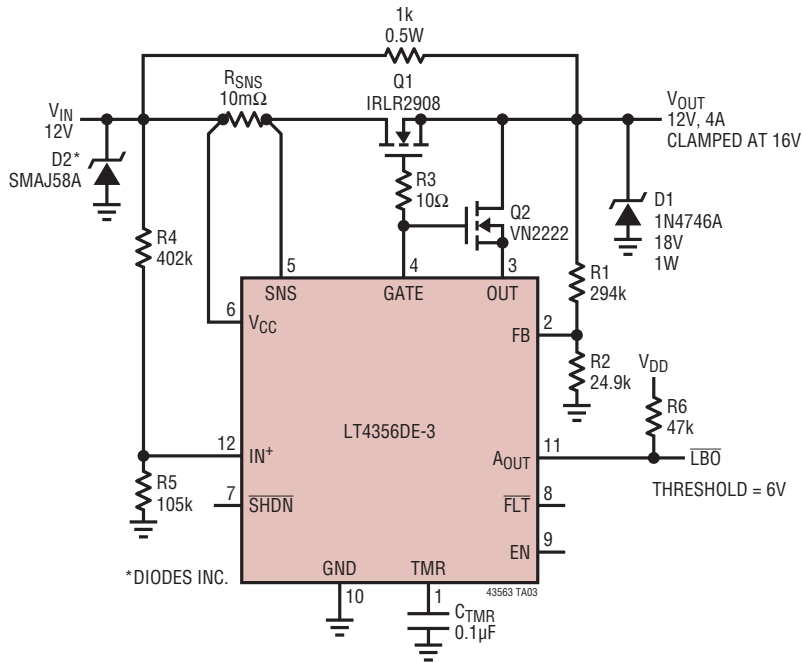 1k
0.5W
RSNS
10mΩ
Q1
IRLR2908
VIN
12V
VOUT
12V, 4A
CLAMPED AT 16V
D2*
SMAJ58A
R3
10Ω
Q2
VN2222
D1
1N4746A
18V
1W
R4
402k
R1
294k
5
4
3
SNS
GATE
OUT
6
VCC
2
FB
R2
24.9k
VDD
R6
47k
LT4356DE-3
12
IN+
AOUT
11
LBO
THRESHOLD = 6V
R5
105k
7
SHDN
FLT
8
EN
9
*DIODES INC.
GND
TMR
10
1
43563 TA03
CTMR
0.1µF